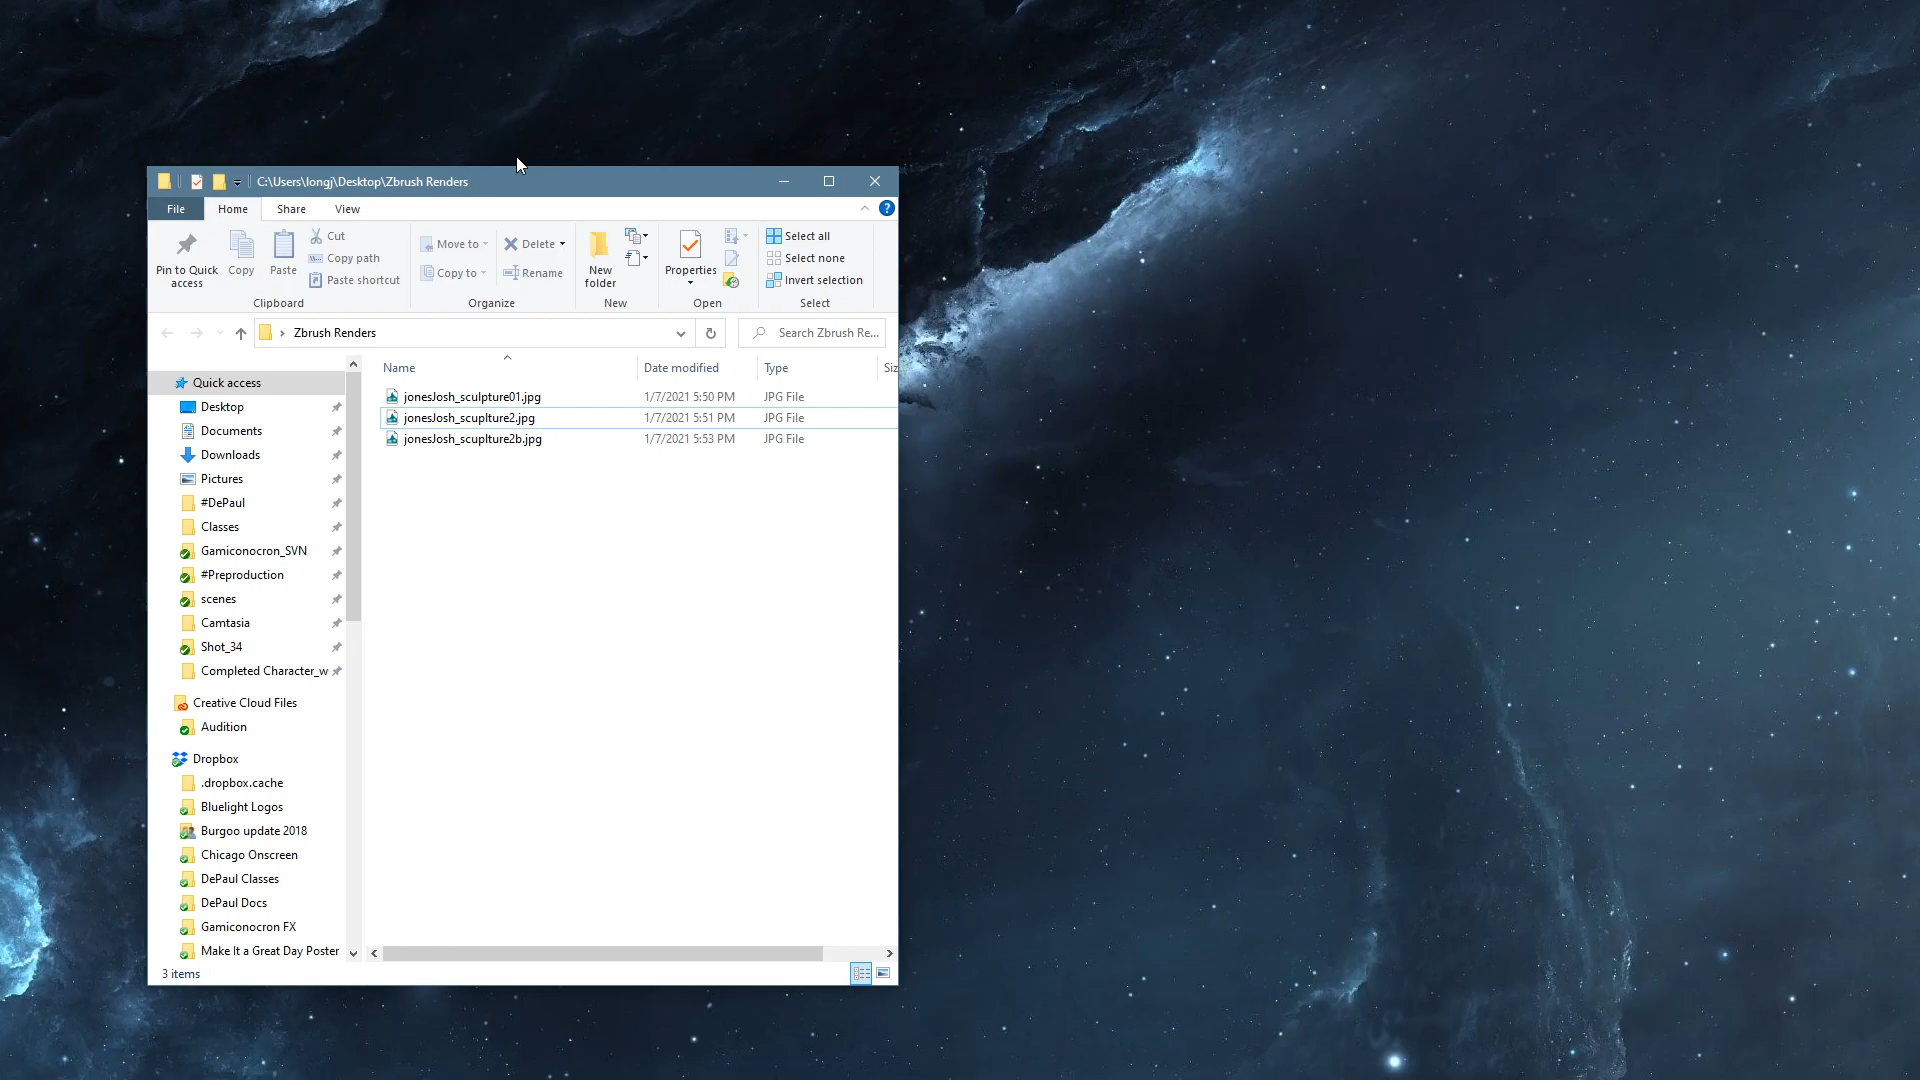 C:\Users\longj\Desktop\Zbrush Renders
File Home Share View
Pin to Quick access
Copy
Paste
Cut
Copy path
Paste shortcut
Clipboard
Move to
Copy to
Delete
Rename
Organize
New folder
New
Properties
Open
Select all
Select none
Invert selection
Select
Zbrush Renders
Search Zbrush Re...
Name Date modified Type Siz
jonesJosh_sculpture01.jpg 1/7/2021 5:50 PM JPG File
jonesJosh_scuplture2.jpg 1/7/2021 5:51 PM JPG File
jonesJosh_scuplture2b.jpg 1/7/2021 5:53 PM JPG File
Quick access
Desktop
Documents
Downloads
Pictures
#DePaul
Classes
Gamiconocron_SVN
#Preproduction
scenes
Camtasia
Shot_34
Completed Character_w
Creative Cloud Files
Audition
Dropbox
.dropbox.cache
Bluelight Logos
Burgoo update 2018
Chicago Onscreen
DePaul Classes
DePaul Docs
Gamiconocron FX
Make It a Great Day Poster
3 items